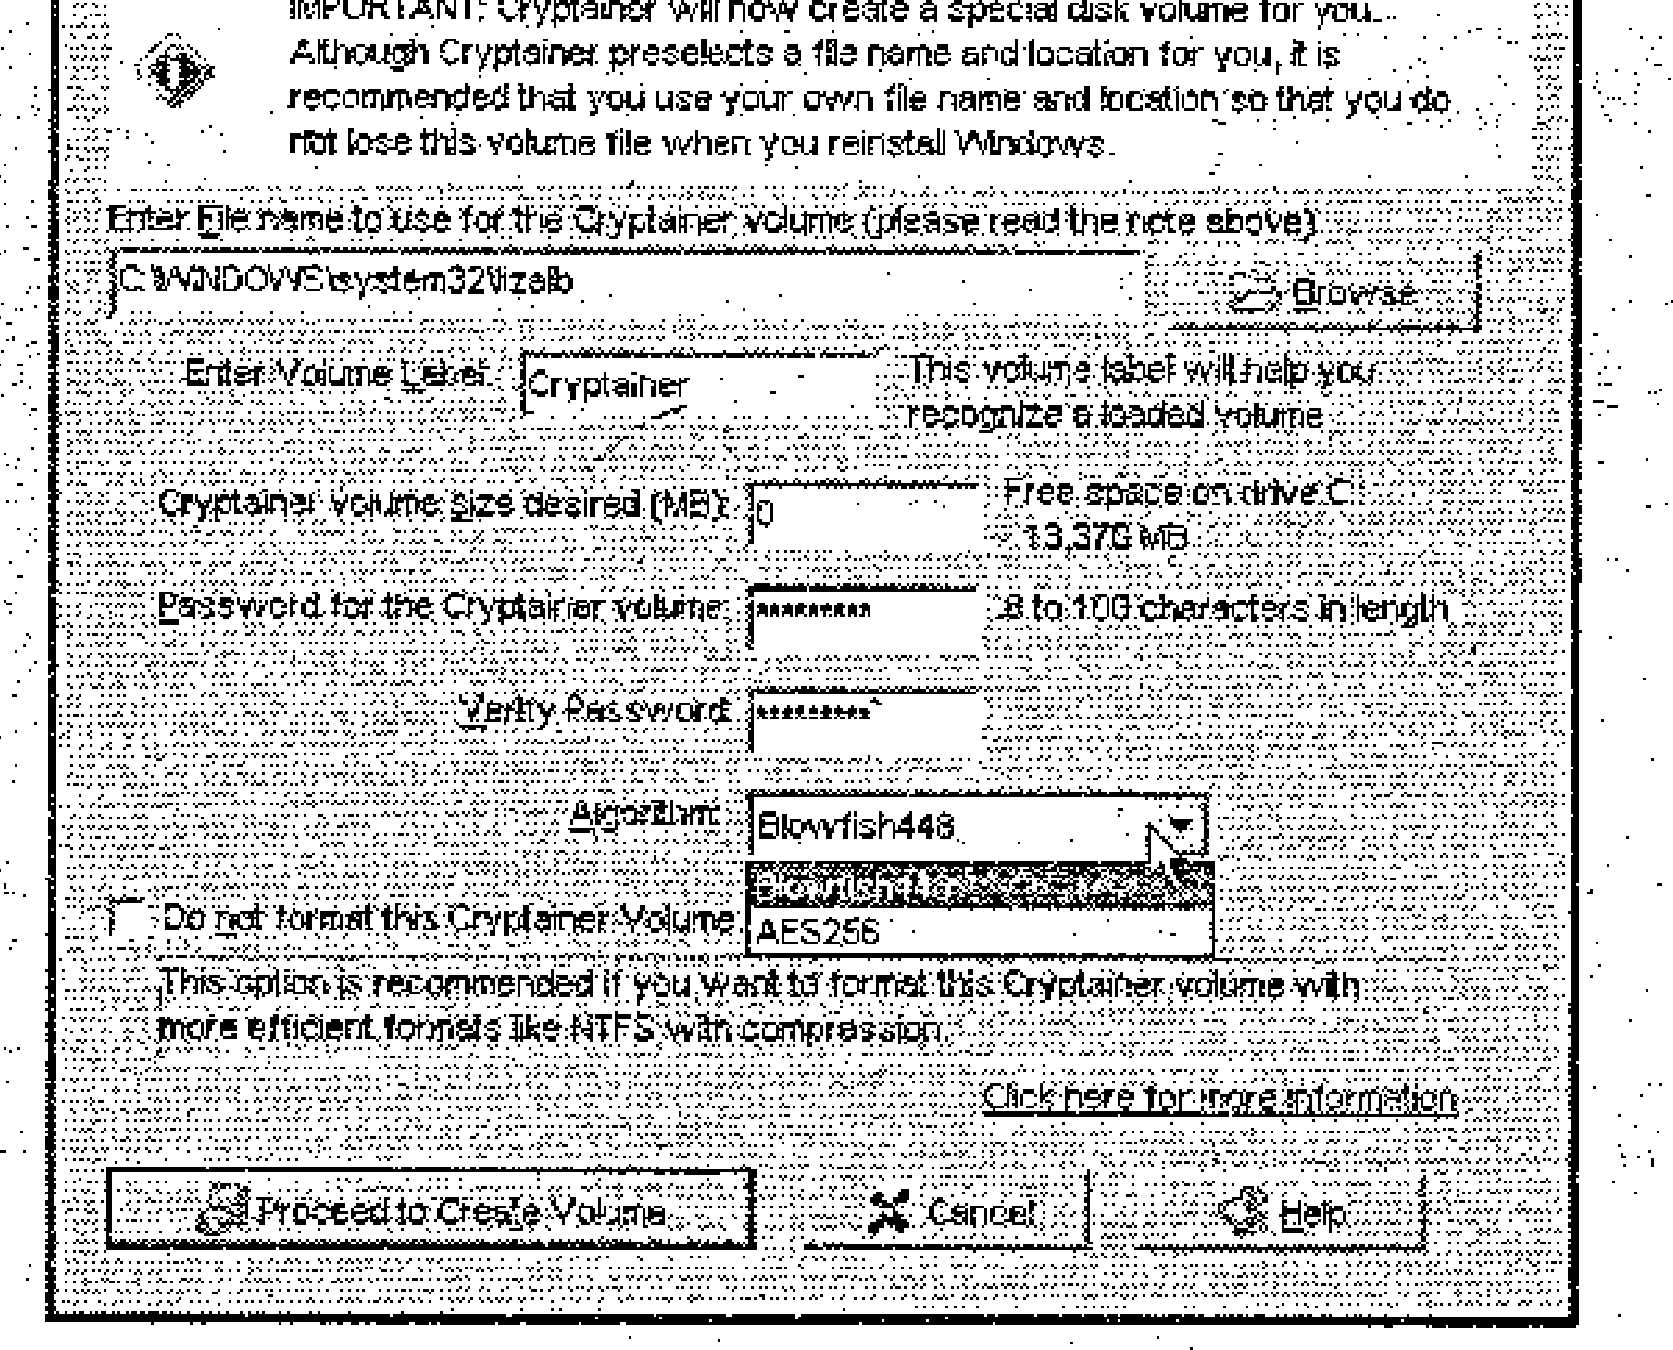 IMPORTANT: Cryptainer will now create a special disk volume for you...
Although Cryptainer preselects a file name and location for you, it is
recommended that you use your own file name and location so that you do
not lose this volume file when you reinstall Windows.
Enter File name to use for the Cryptainer volume (please read the note above)
C:\WINDOWS\system32\
Browse
Enter Volume Label:
Cryptainer
This volume label will help you
recognize a loaded volume
Cryptainer volume Size desired (MB):
0
Free space on drive C:
13,370 MB
Password for the Cryptainer volume:
**********
8 to 100 characters in length
Verify Password:
**********
Algorithm:
Blowfish448
AES256
Do not format this Cryptainer Volume.
This option is recommended if you want to format this Cryptainer volume with
more efficient formats like NTFS with compression.
Click here for more information
Proceed to Create Volume
Cancel
Help